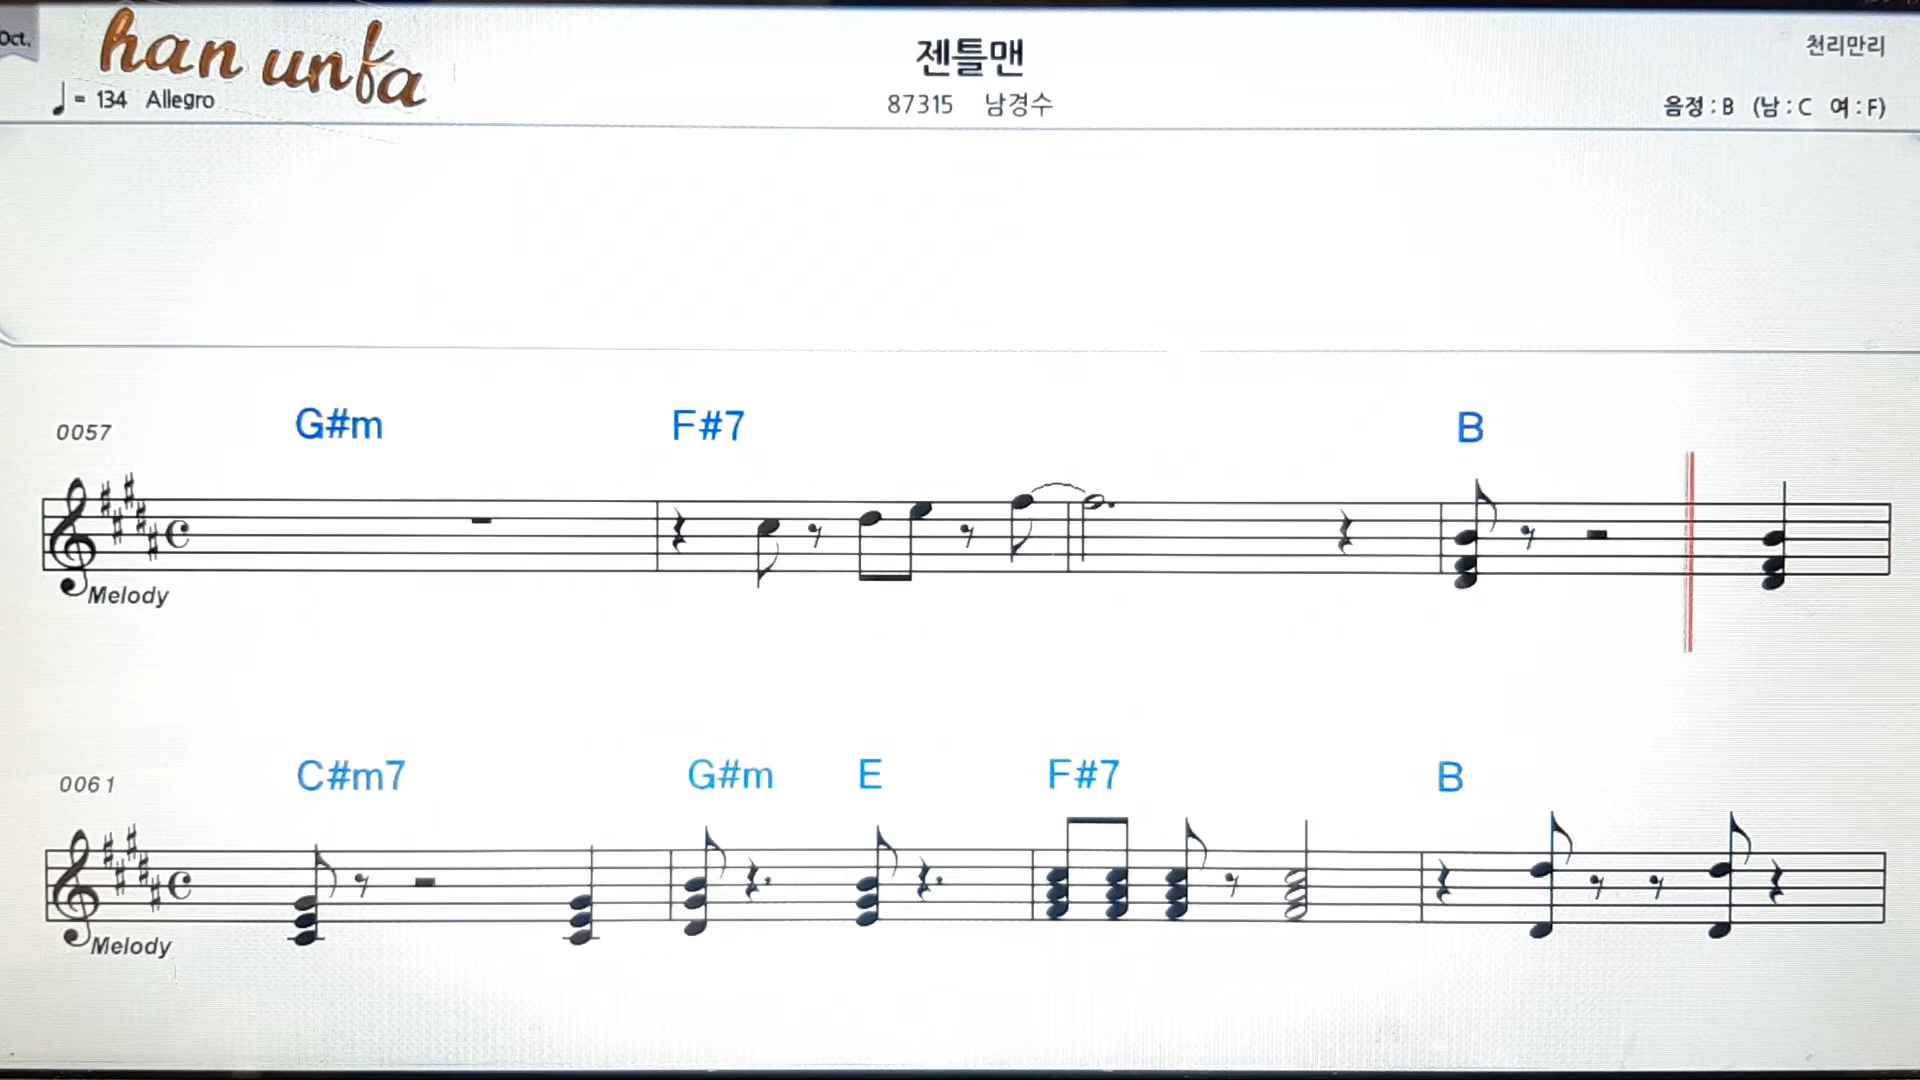 Oct.
han unfa
= 134 Allegro
젠틀맨
87315 남경수
천리만리
음정 : B (남 : C 여 : F)
0057
G#m F#7 B
Melody
0061
C#m7 G#m E F#7 B
Melody